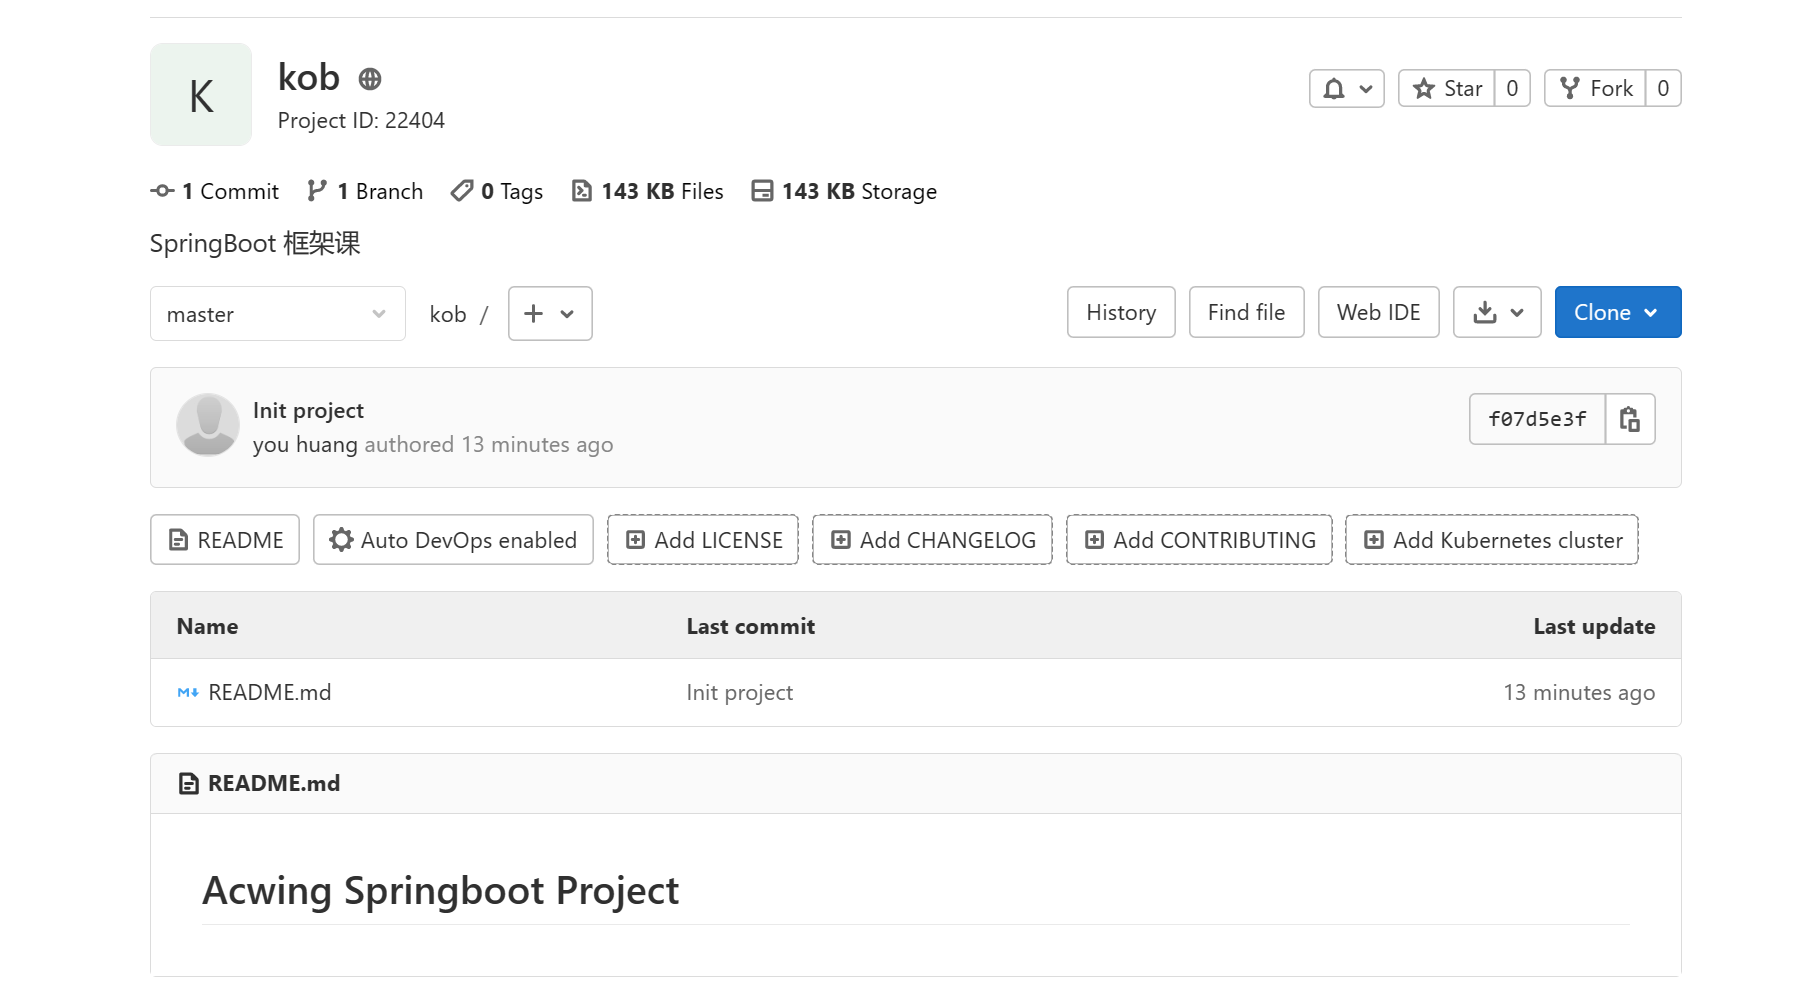 K
kob
Project ID: 22404
Star 0
Fork 0
1 Commit 1 Branch 0 Tags 143 KB Files 143 KB Storage
SpringBoot 框架课
master
kob /
History
Find file
Web IDE
Clone
Init project
you huang authored 13 minutes ago
f07d5e3f
README
Auto DevOps enabled
Add LICENSE
Add CHANGELOG
Add CONTRIBUTING
Add Kubernetes cluster
Name Last commit Last update
README.md Init project 13 minutes ago
README.md
Acwing Springboot Project